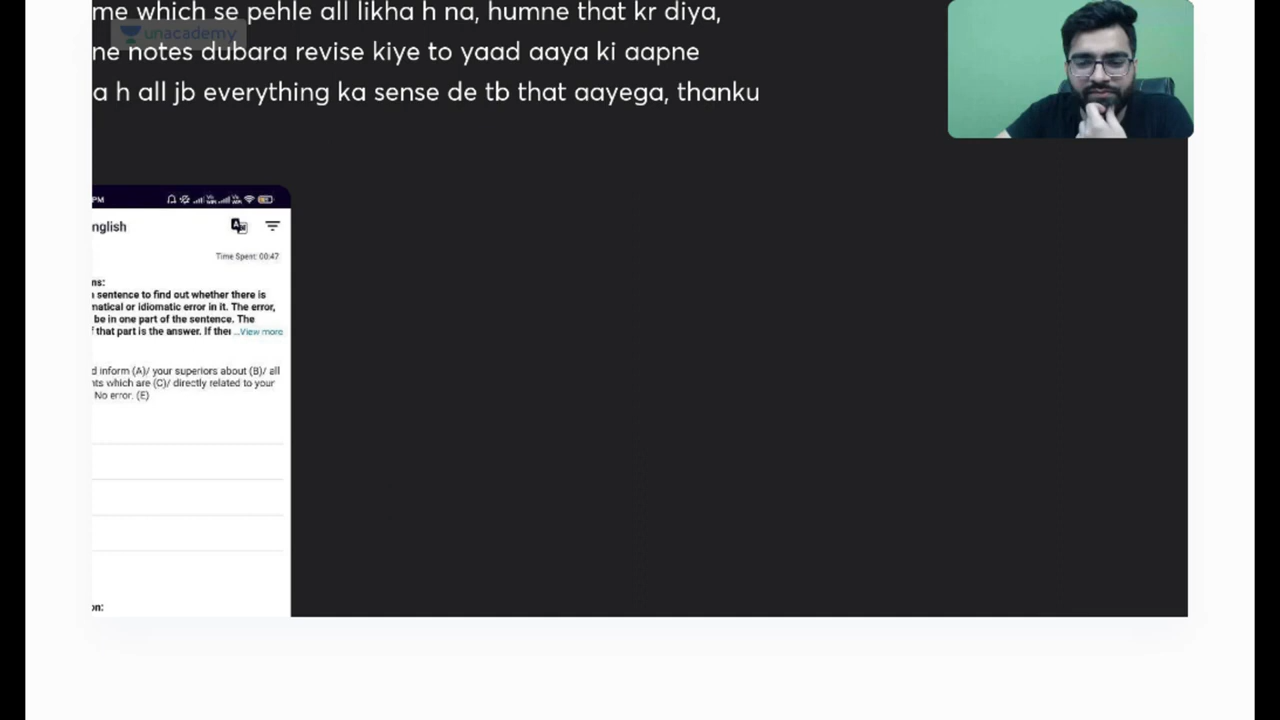 me which se pehle all likha h na, humne that kr diya,
unacademy
ne notes dubara revise kiye to yaad aaya ki aapne
a h all jb everything ka sense de tb that aayega, thanku
PM
nglish
Time Spent: 00:47
ns:
sentence to find out whether there is
matical or idiomatic error in it. The error,
be in one part of the sentence. The
f that part is the answer. If ther ...View more
d inform (A)/ your superiors about (B)/ all
nts which are (C)/ directly related to your
No error. (E)
on: